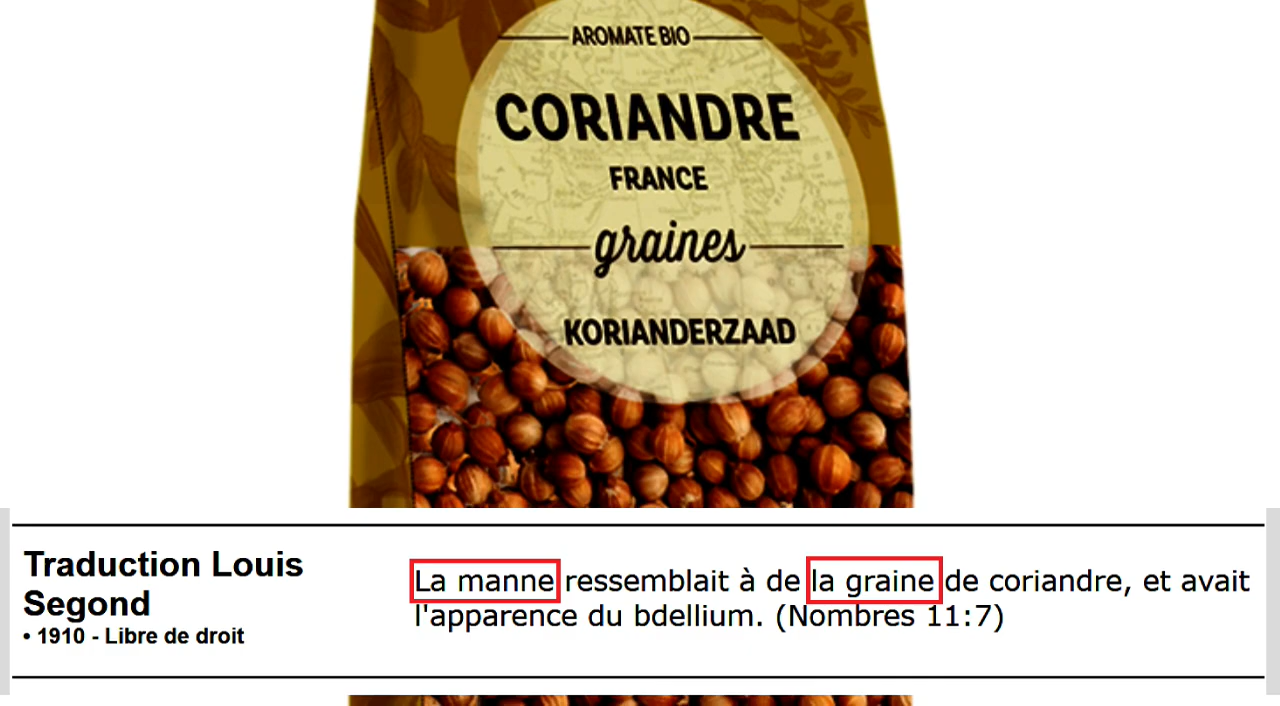 AROMATE BIO
CORIANDRE
FRANCE
graines
KORIANDERZAAD
Traduction Louis
Segond
• 1910 - Libre de droit
La manne ressemblait à de la graine de coriandre, et avait
l'apparence du bdellium. (Nombres 11:7)